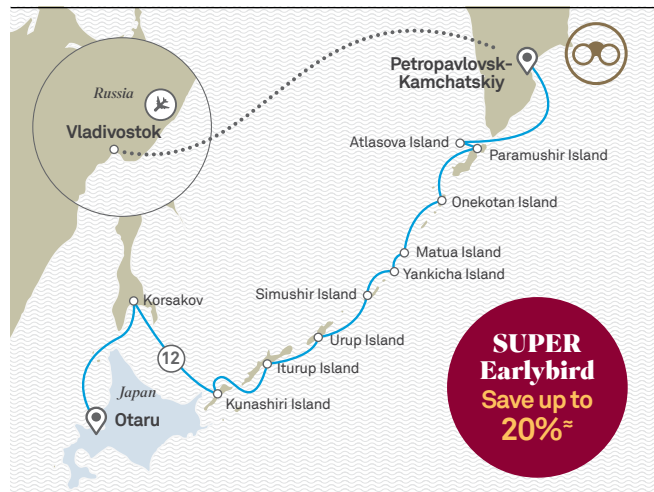 Petropavlovsk-
Kamchatskiy
Russia
Vladivostok
Atlasova Island
Paramushir Island
Onekotan Island
Matua Island
Yankicha Island
Simushir Island
Korsakov
Urup Island
12
Iturup Island
Japan
Kunashiri Island
Otaru
SUPER
Earlybird
Save up to
20%≈